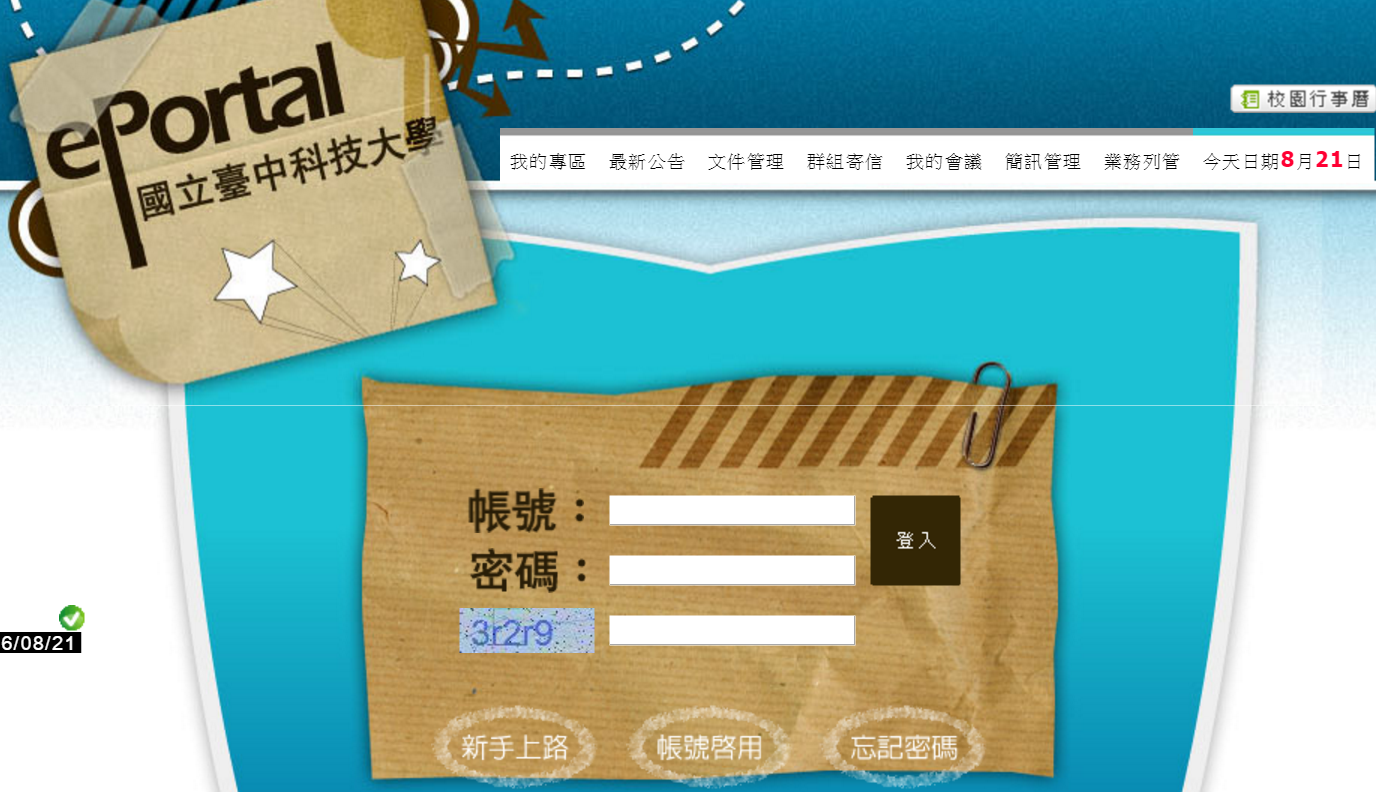 ePortal
國立臺中科技大學
校園行事曆
我的專區 最新公告 文件管理 群組寄信 我的會議 簡訊管理 業務列管 今天日期8月21日
帳號：
登入
密碼：
3r2r9
6/08/21
新手上路 帳號啓用 忘記密碼